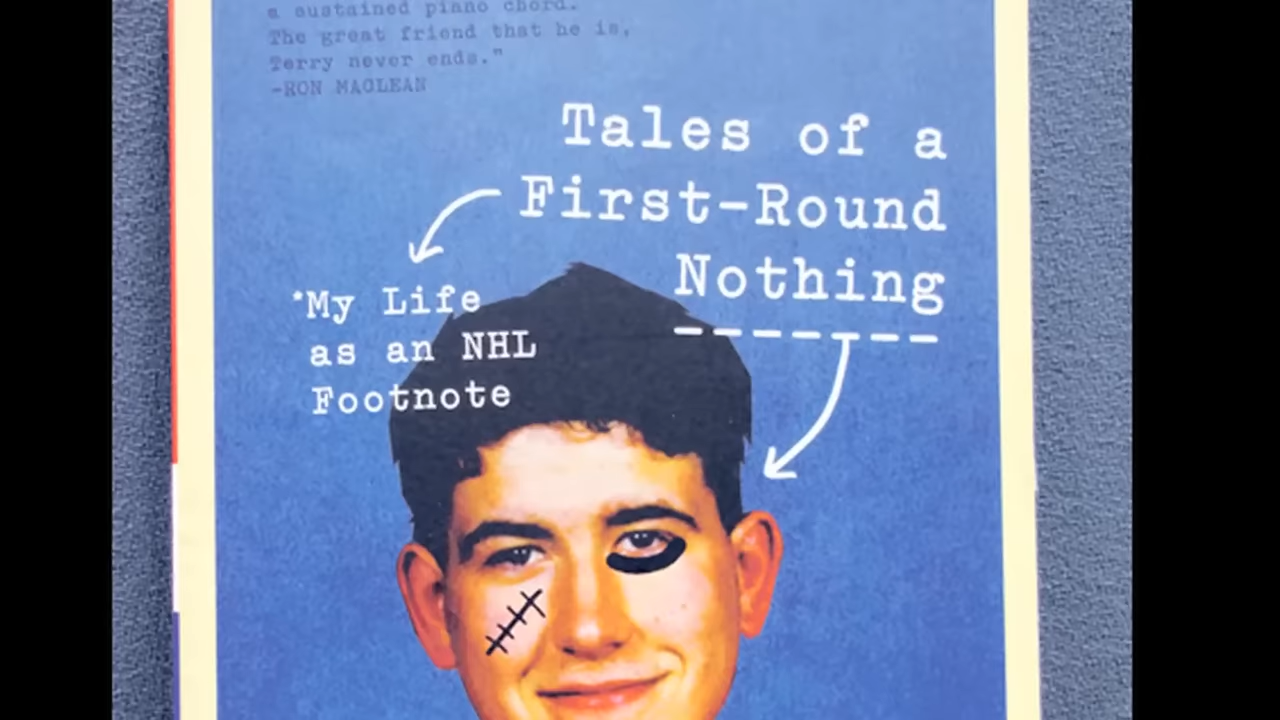 a sustained piano chord.
The great friend that he is,
Terry never ends."
-RON MACLEAN
Tales of a
First-Round
Nothing
*My Life
as an NHL
Footnote